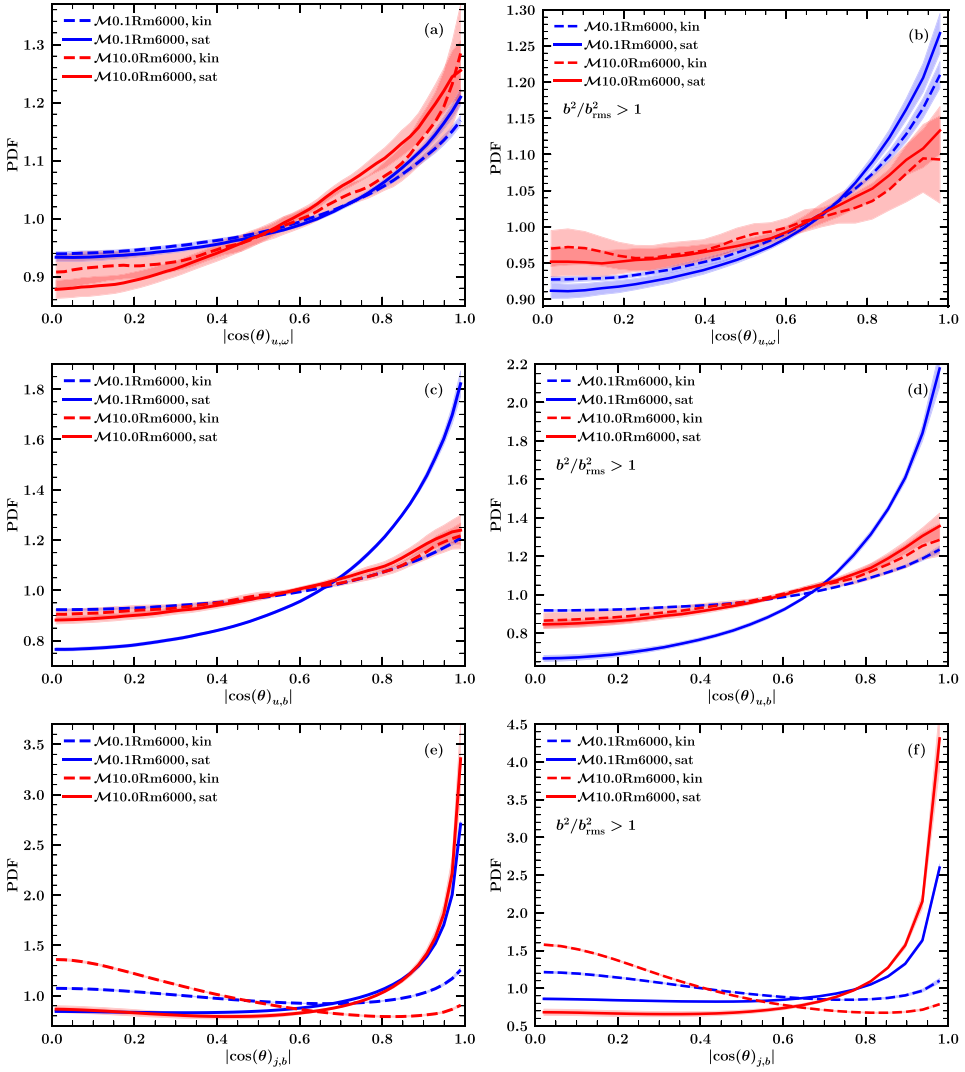 (a)
ℳ0.1Rm6000, kin
ℳ0.1Rm6000, sat
ℳ10.0Rm6000, kin
ℳ10.0Rm6000, sat
PDF
1.3
1.2
1.1
1.0
0.9
0.0 0.2 0.4 0.6 0.8 1.0
|cos(θ)u,ω|
(b)
ℳ0.1Rm6000, kin
ℳ0.1Rm6000, sat
ℳ10.0Rm6000, kin
ℳ10.0Rm6000, sat
b²/b²rms > 1
PDF
1.30
1.25
1.20
1.15
1.10
1.05
1.00
0.95
0.90
0.0 0.2 0.4 0.6 0.8 1.0
|cos(θ)u,ω|
(c)
ℳ0.1Rm6000, kin
ℳ0.1Rm6000, sat
ℳ10.0Rm6000, kin
ℳ10.0Rm6000, sat
PDF
1.8
1.6
1.4
1.2
1.0
0.8
0.0 0.2 0.4 0.6 0.8 1.0
|cos(θ)u,b|
(d)
ℳ0.1Rm6000, kin
ℳ0.1Rm6000, sat
ℳ10.0Rm6000, kin
ℳ10.0Rm6000, sat
b²/b²rms > 1
PDF
2.2
2.0
1.8
1.6
1.4
1.2
1.0
0.8
0.0 0.2 0.4 0.6 0.8 1.0
|cos(θ)u,b|
(e)
ℳ0.1Rm6000, kin
ℳ0.1Rm6000, sat
ℳ10.0Rm6000, kin
ℳ10.0Rm6000, sat
PDF
3.5
3.0
2.5
2.0
1.5
1.0
0.0 0.2 0.4 0.6 0.8 1.0
|cos(θ)j,b|
(f)
ℳ0.1Rm6000, kin
ℳ0.1Rm6000, sat
ℳ10.0Rm6000, kin
ℳ10.0Rm6000, sat
b²/b²rms > 1
PDF
4.5
4.0
3.5
3.0
2.5
2.0
1.5
1.0
0.5
0.0 0.2 0.4 0.6 0.8 1.0
|cos(θ)j,b|